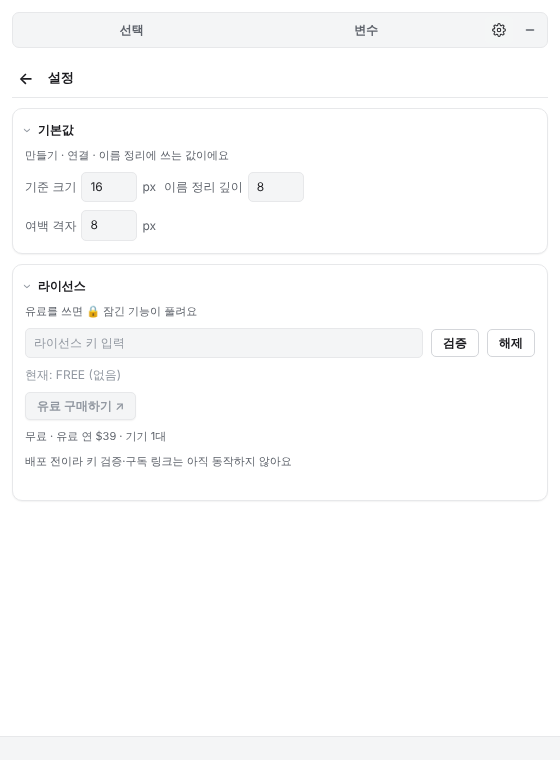 선택 변수
설정
기본값
만들기 · 연결 · 이름 정리에 쓰는 값이에요
기준 크기 16 px 이름 정리 깊이 8
여백 격자 8 px
라이선스
유료를 쓰면 🔒 잠긴 기능이 풀려요
라이선스 키 입력 검증 해제
현재: FREE (없음)
유료 구매하기 ↗
무료 · 유료 연 $39 · 기기 1대
배포 전이라 키 검증·구독 링크는 아직 동작하지 않아요